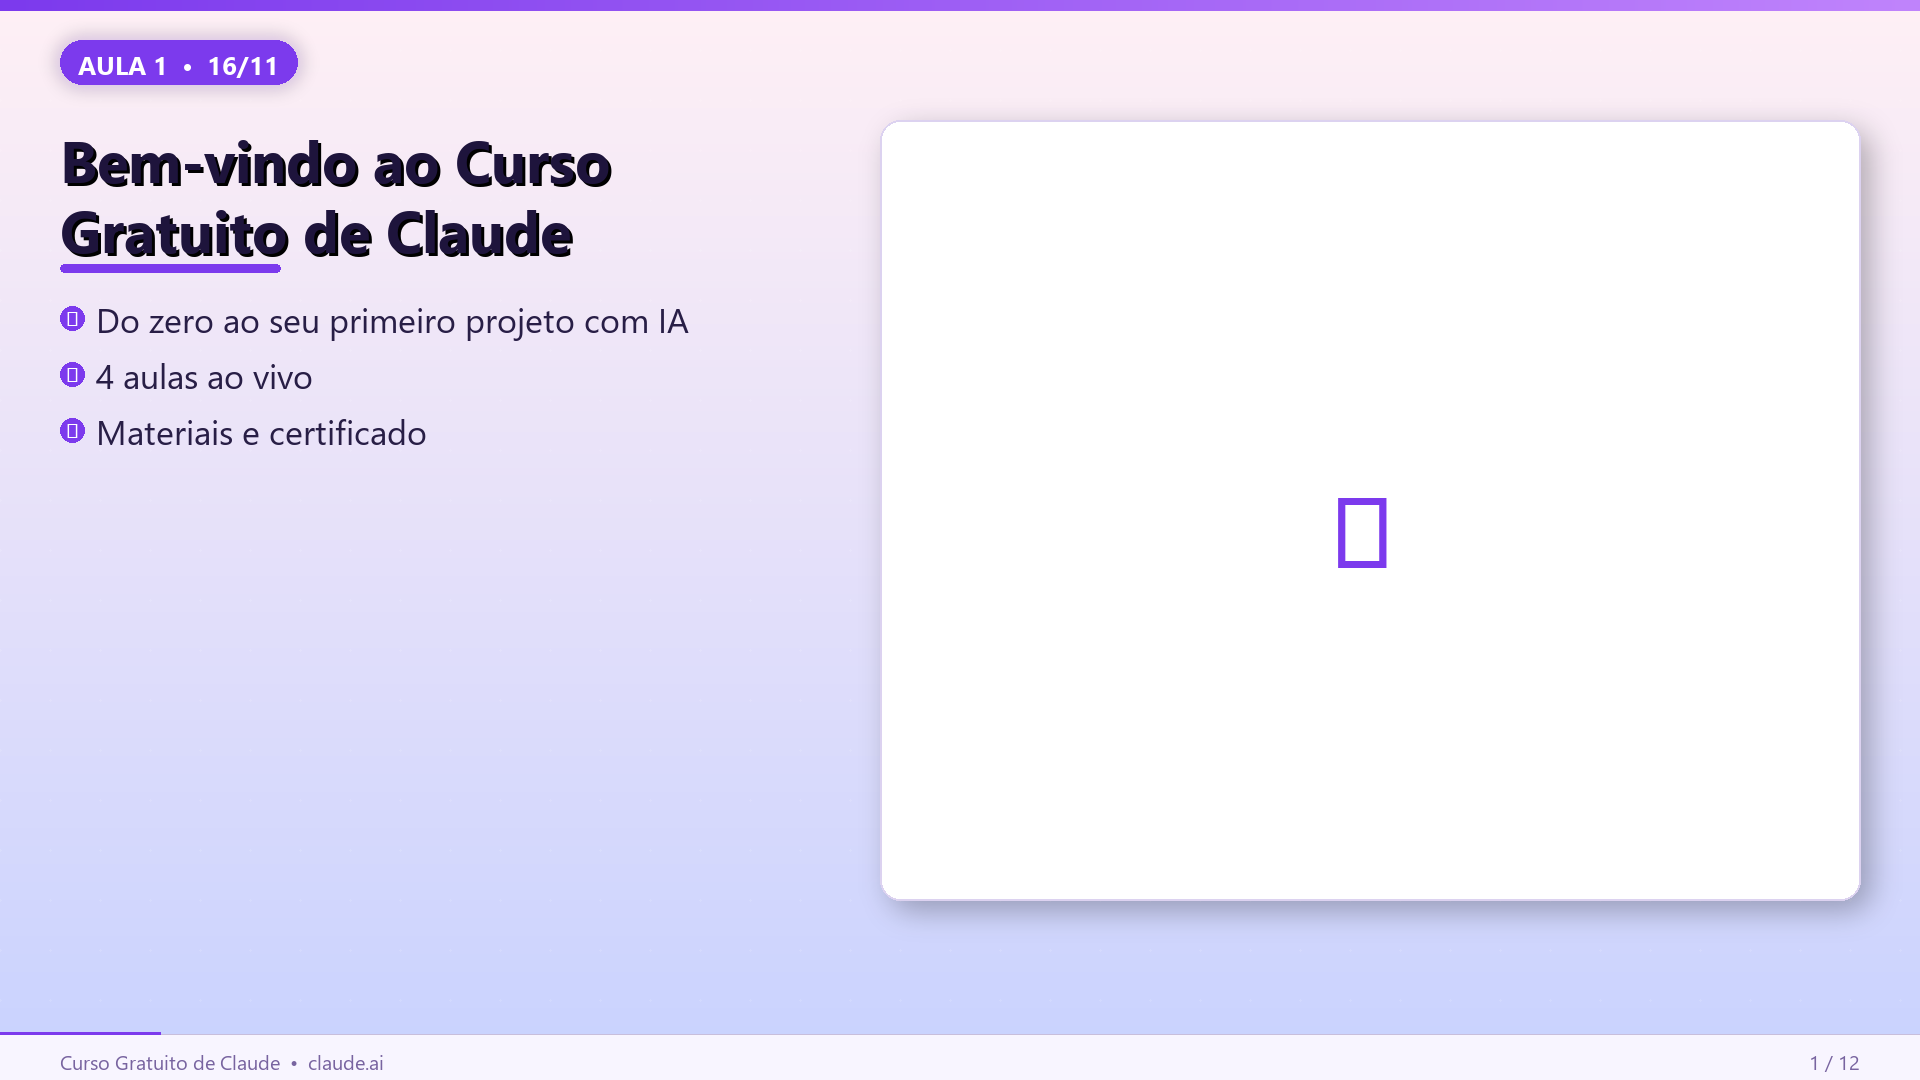 AULA 1 • 16/11
Bem-vindo ao Curso
Gratuito de Claude
Do zero ao seu primeiro projeto com IA
4 aulas ao vivo
Materiais e certificado
Curso Gratuito de Claude • claude.ai
1 / 12